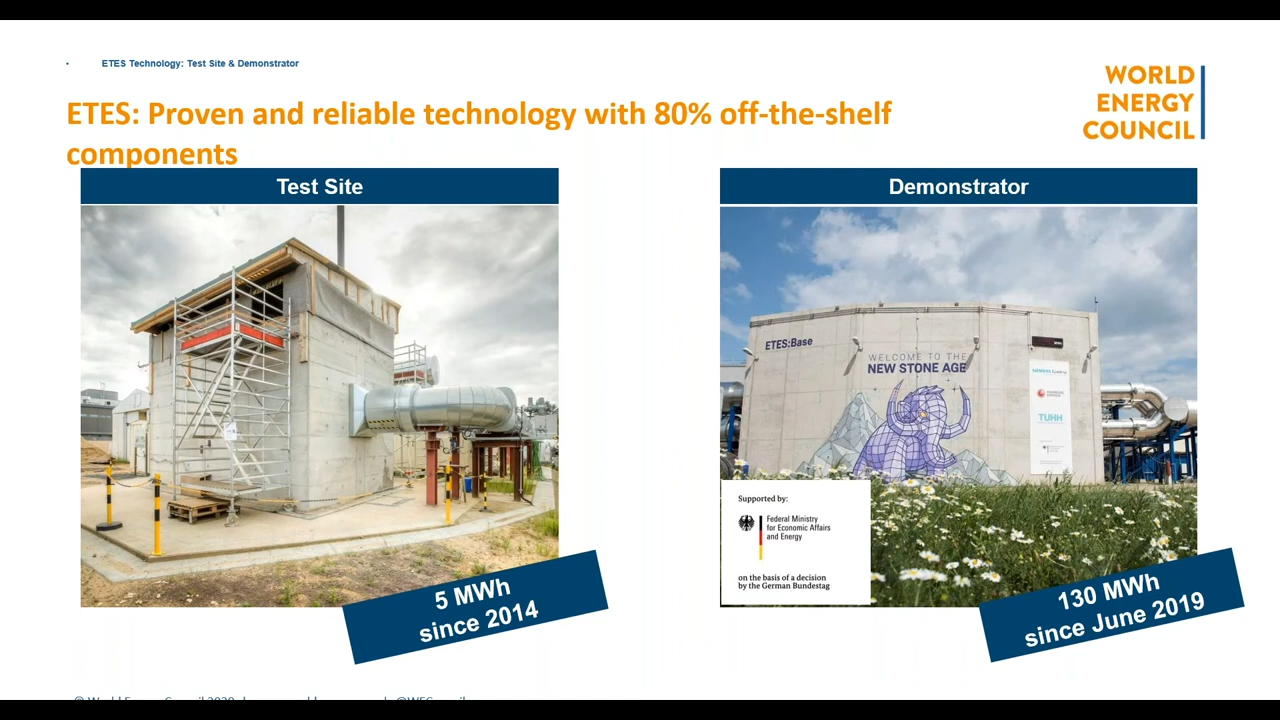 • ETES Technology: Test Site & Demonstrator
WORLD
ENERGY
COUNCIL
ETES: Proven and reliable technology with 80% off-the-shelf
components
Test Site
Demonstrator
ETES:Base
WELCOME TO THE
NEW STONE AGE
SIEMENS Gamesa
TUHH
Supported by:
Federal Ministry
for Economic Affairs
and Energy
on the basis of a decision
by the German Bundestag
5 MWh
since 2014
130 MWh
since June 2019